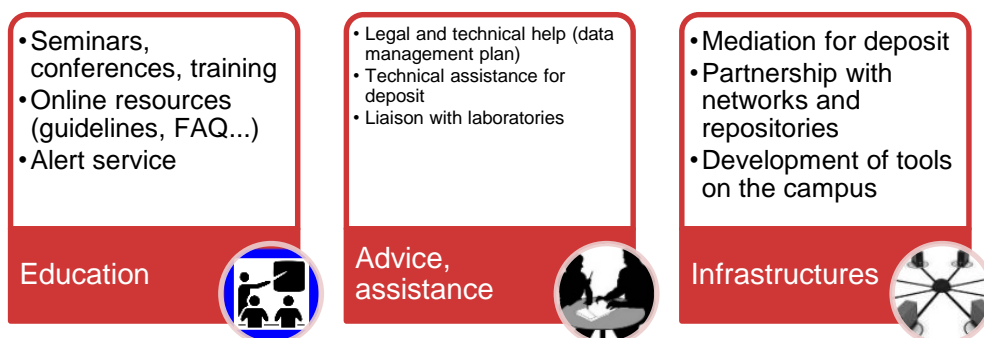 •Seminars,
conferences, training
•Online resources
(guidelines, FAQ...)
•Alert service
Education
• Legal and technical help (data
management plan)
• Technical assistance for
deposit
• Liaison with laboratories
Advice,
assistance
•Mediation for deposit
•Partnership with
networks and
repositories
•Development of tools
on the campus
Infrastructures